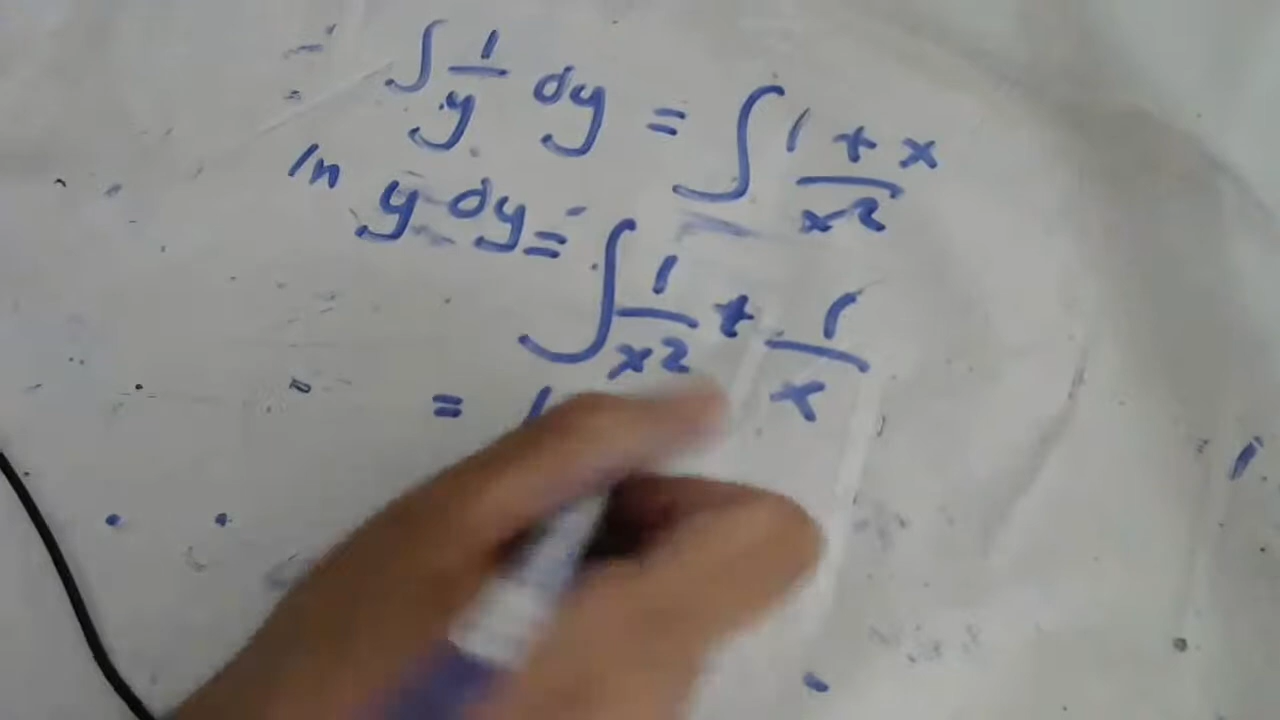 ∫ 1/y dy = ∫ 1 + x / x2
ln y dy = ∫ 1/x2 + 1/x
=